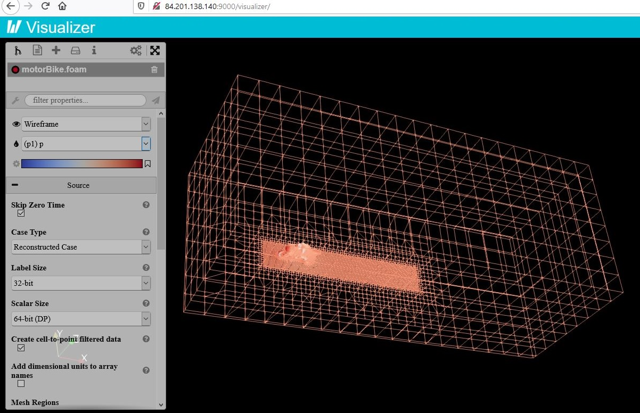 84.201.138.140:9000/visualizer/
Visualizer
motorBike.foam
filter properties...
Wireframe
(p1) p
Source
Skip Zero Time
Case Type
Reconstructed Case
Label Size
32-bit
Scalar Size
64-bit (DP)
Create cell-to-point filtered data
Y
X
Add dimensional units to array
names
Mesh Regions